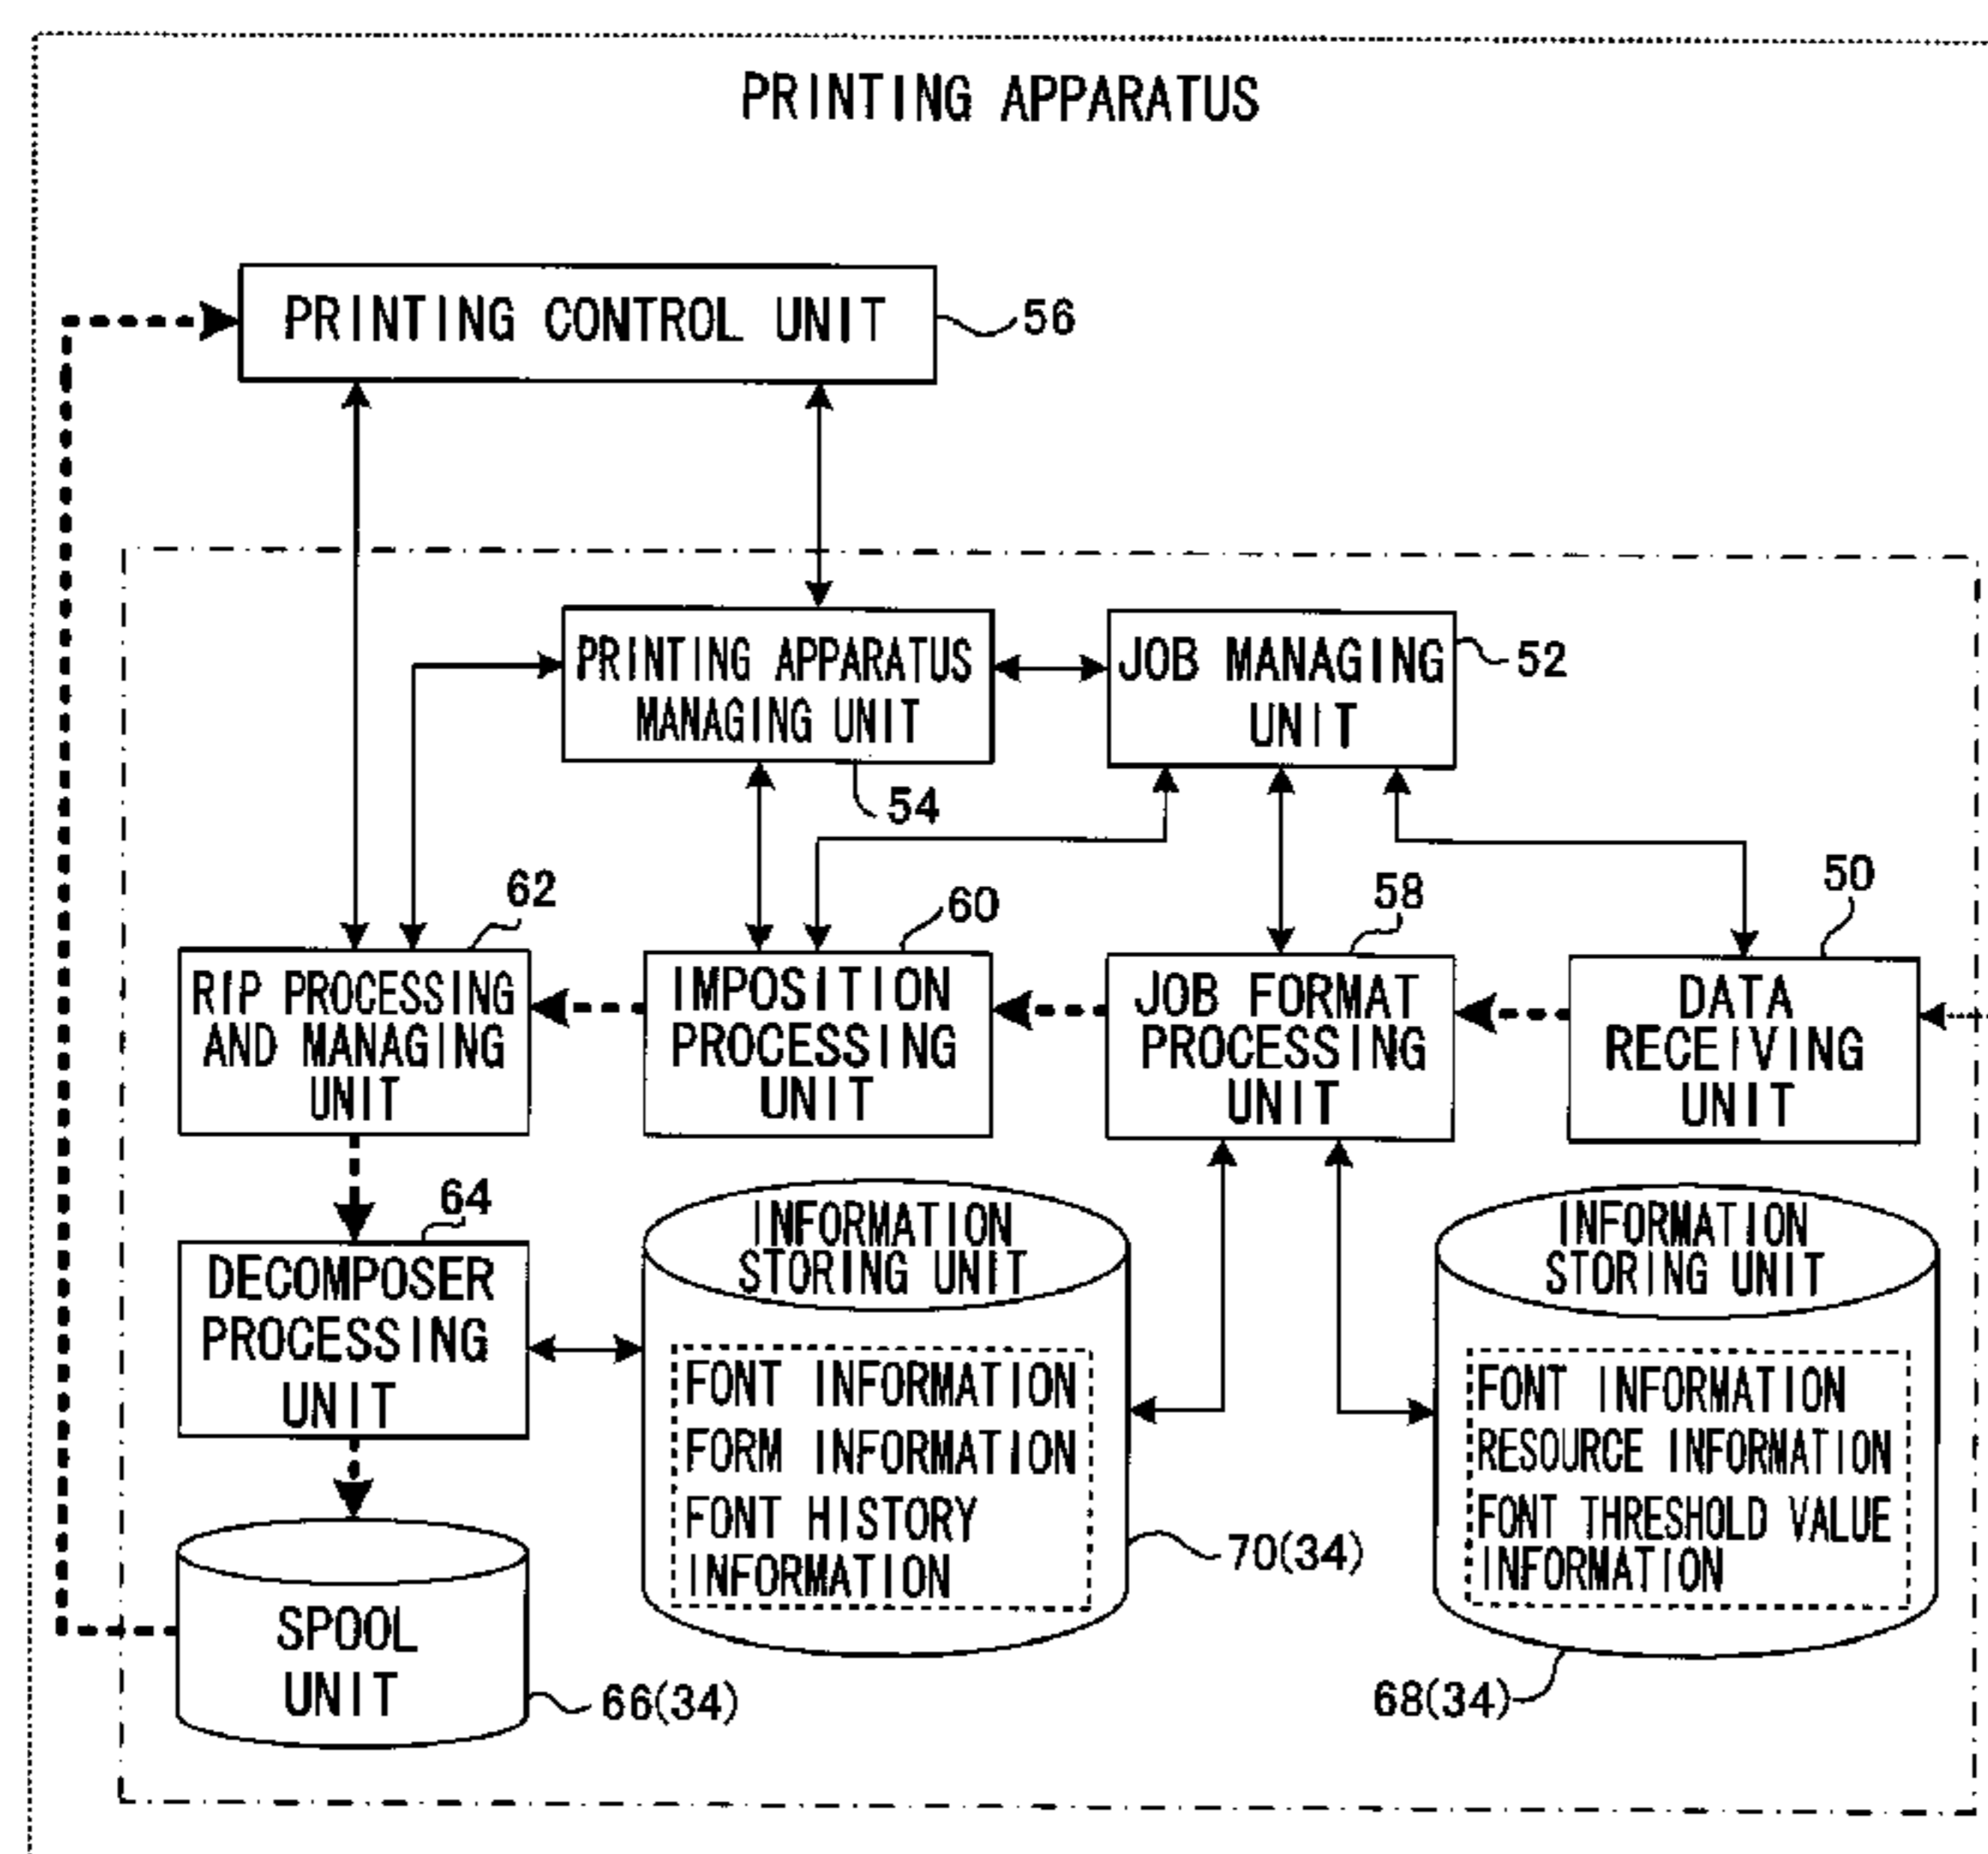 PRINTING APPARATUS
PRINTING CONTROL UNIT
56
PRINTING APPARATUS
MANAGING UNIT
54
JOB MANAGING
UNIT
52
62
RIP PROCESSING
AND MANAGING
UNIT
60
IMPOSITION
PROCESSING
UNIT
58
JOB FORMAT
PROCESSING
UNIT
50
DATA
RECEIVING
UNIT
64
DECOMPOSER
PROCESSING
UNIT
INFORMATION
STORING UNIT
FONT INFORMATION
FORM INFORMATION
FONT HISTORY
INFORMATION
70(34)
INFORMATION
STORING UNIT
FONT INFORMATION
RESOURCE INFORMATION
FONT THRESHOLD VALUE
INFORMATION
68(34)
SPOOL
UNIT
66(34)